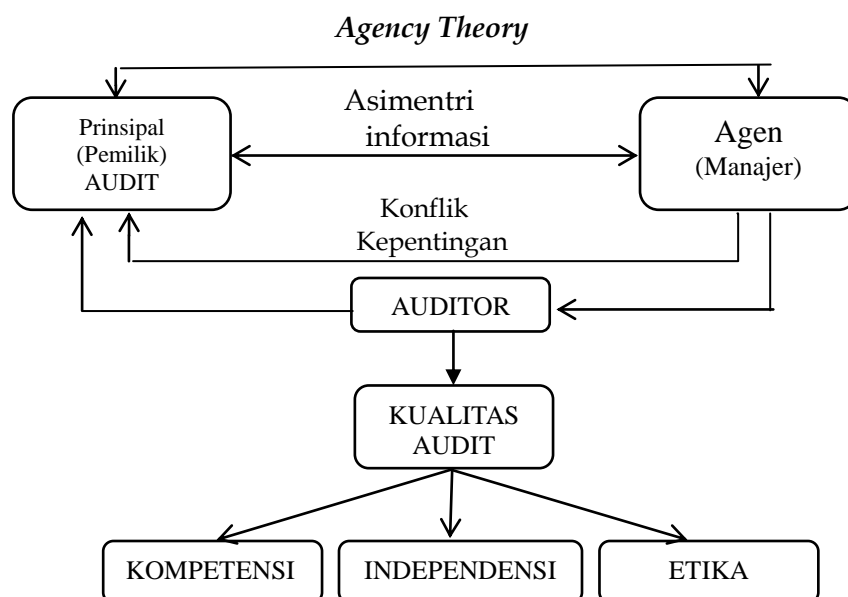 Agency Theory
Prinsipal
(Pemilik)
AUDIT
Asimentri
informasi
Agen
(Manajer)
Konflik
Kepentingan
AUDITOR
KUALITAS
AUDIT
KOMPETENSI
INDEPENDENSI
ETIKA